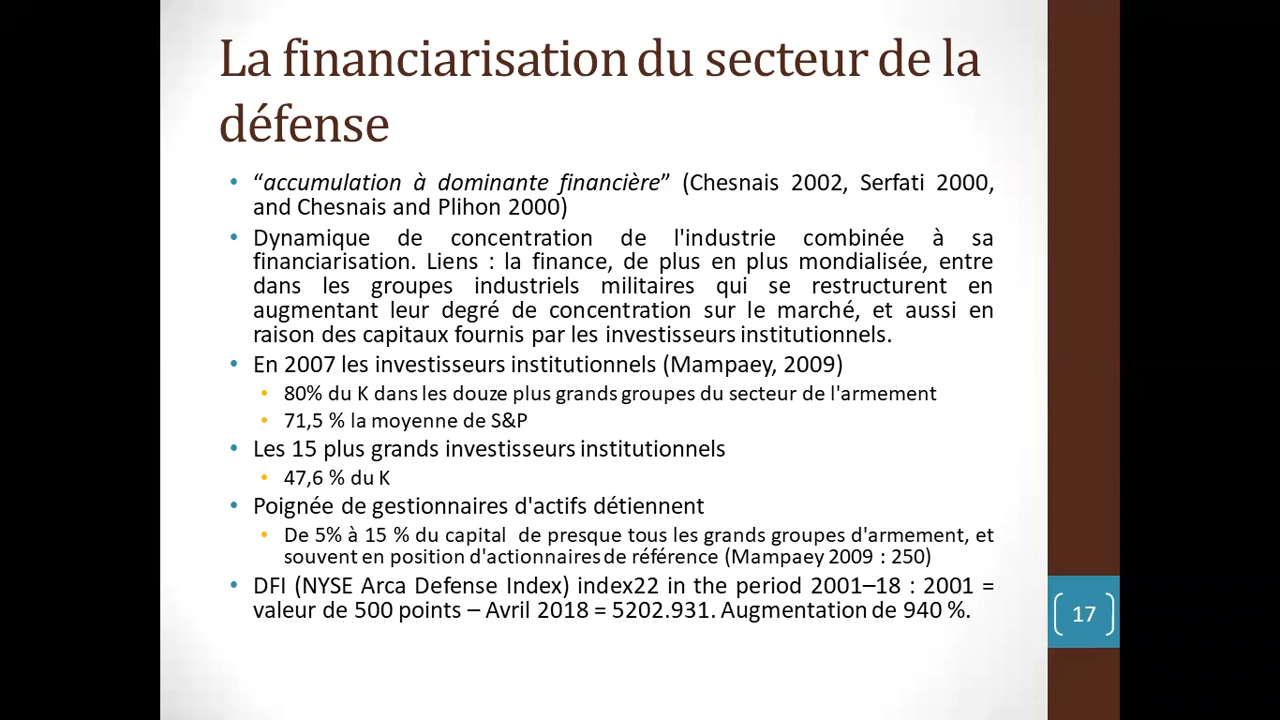 La financiarisation du secteur de la
défense
• “accumulation à dominante financière” (Chesnais 2002, Serfati 2000,
and Chesnais and Plihon 2000)
• Dynamique de concentration de l'industrie combinée à sa
financiarisation. Liens : la finance, de plus en plus mondialisée, entre
dans les groupes industriels militaires qui se restructurent en
augmentant leur degré de concentration sur le marché, et aussi en
raison des capitaux fournis par les investisseurs institutionnels.
• En 2007 les investisseurs institutionnels (Mampaey, 2009)
• 80% du K dans les douze plus grands groupes du secteur de l'armement
• 71,5 % la moyenne de S&P
• Les 15 plus grands investisseurs institutionnels
• 47,6 % du K
• Poignée de gestionnaires d'actifs détiennent
• De 5% à 15 % du capital de presque tous les grands groupes d'armement, et
souvent en position d'actionnaires de référence (Mampaey 2009 : 250)
• DFI (NYSE Arca Defense Index) index22 in the period 2001–18 : 2001 =
valeur de 500 points – Avril 2018 = 5202.931. Augmentation de 940 %.
17